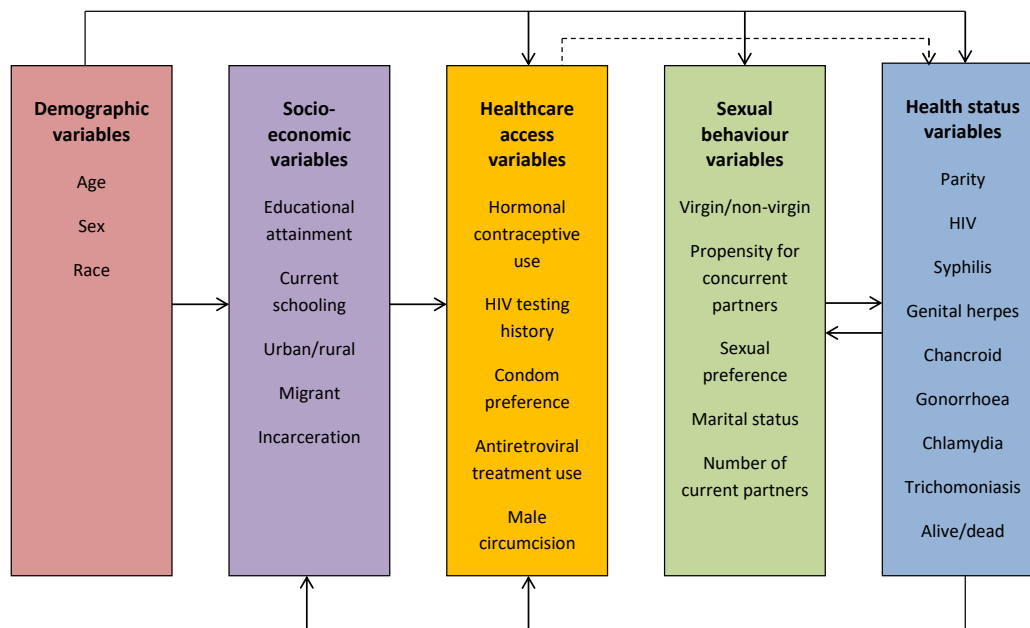 Demographic
variables
Age
Sex
Race
Socio-
economic
variables
Educational
attainment
Current
schooling
Urban/rural
Migrant
Incarceration
Healthcare
access
variables
Hormonal
contraceptive
use
HIV testing
history
Condom
preference
Antiretroviral
treatment use
Male
circumcision
Sexual
behaviour
variables
Virgin/non-virgin
Propensity for
concurrent
partners
Sexual
preference
Marital status
Number of
current partners
Health status
variables
Parity
HIV
Syphilis
Genital herpes
Chancroid
Gonorrhoea
Chlamydia
Trichomoniasis
Alive/dead